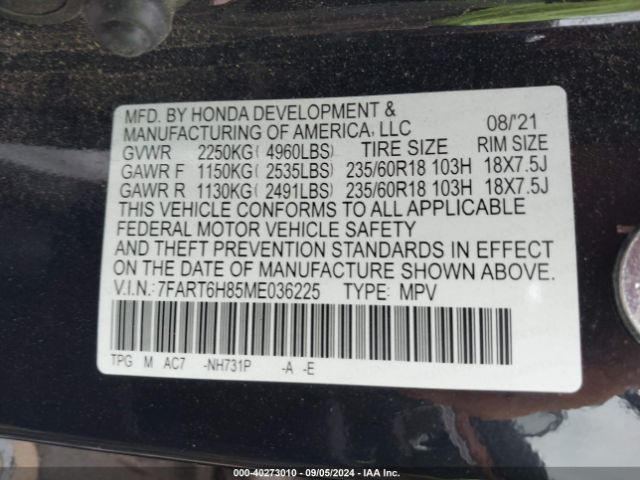 MFD. BY HONDA DEVELOPMENT &
MANUFACTURING OF AMERICA, LLC 08/'21
GVWR 2250KG( 4960LBS) TIRE SIZE RIM SIZE
GAWR F 1150KG( 2535LBS) 235/60R18 103H 18X7.5J
GAWR R 1130KG( 2491LBS) 235/60R18 103H 18X7.5J
THIS VEHICLE CONFORMS TO ALL APPLICABLE
FEDERAL MOTOR VEHICLE SAFETY
AND THEFT PREVENTION STANDARDS IN EFFECT
ON THE DATE OF MANUFACTURE SHOWN ABOVE.
V.I.N.: 7FART6H85ME036225 TYPE: MPV
TPG M AC7 -NH731P -A -E
000-40273010 - 09/05/2024 - IAA Inc.